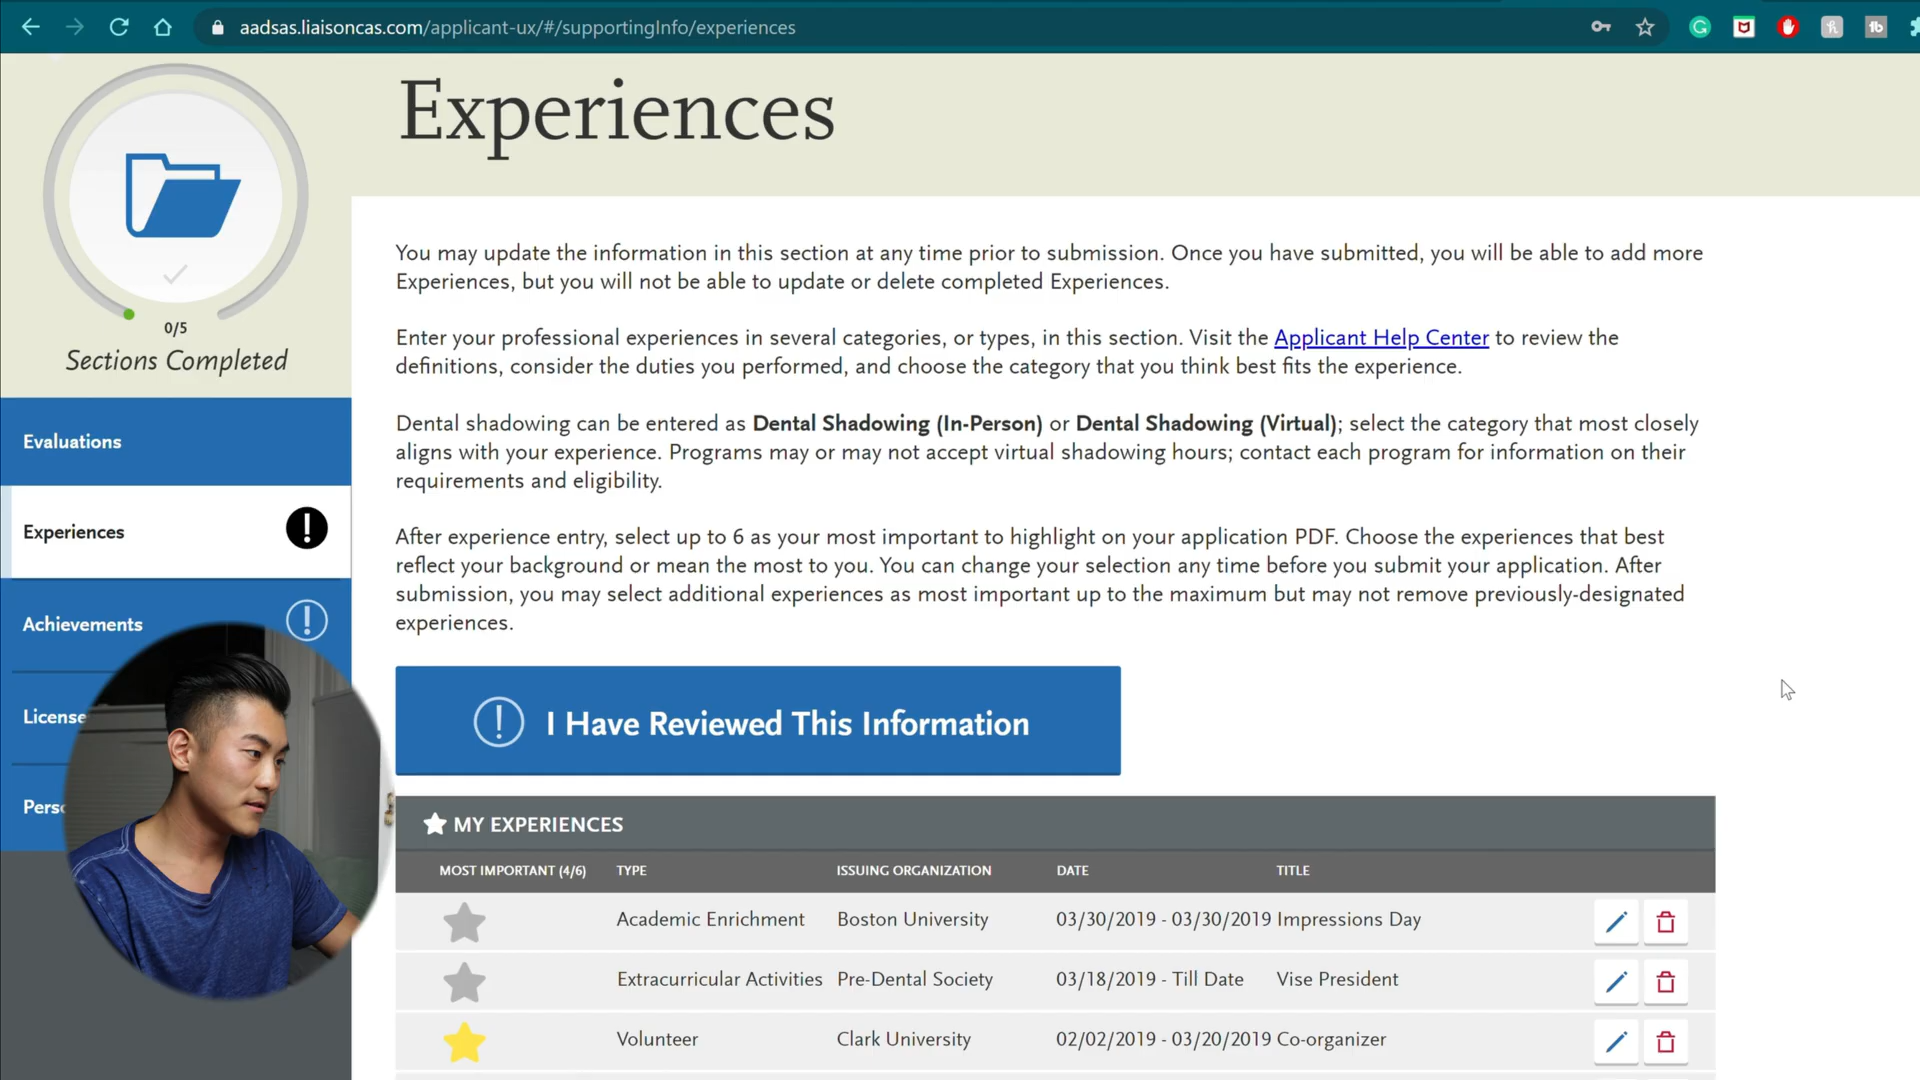 aadsas.liaisoncas.com/applicant-ux/#/supportingInfo/experiences
Experiences
0/5
Sections Completed
Evaluations
Experiences
Achievements
License
Perso
You may update the information in this section at any time prior to submission. Once you have submitted, you will be able to add more
Experiences, but you will not be able to update or delete completed Experiences.
Enter your professional experiences in several categories, or types, in this section. Visit the Applicant Help Center to review the
definitions, consider the duties you performed, and choose the category that you think best fits the experience.
Dental shadowing can be entered as Dental Shadowing (In-Person) or Dental Shadowing (Virtual); select the category that most closely
aligns with your experience. Programs may or may not accept virtual shadowing hours; contact each program for information on their
requirements and eligibility.
After experience entry, select up to 6 as your most important to highlight on your application PDF. Choose the experiences that best
reflect your background or mean the most to you. You can change your selection any time before you submit your application. After
submission, you may select additional experiences as most important up to the maximum but may not remove previously-designated
experiences.
I Have Reviewed This Information
MY EXPERIENCES
MOST IMPORTANT (4/6) TYPE ISSUING ORGANIZATION DATE TITLE
Academic Enrichment Boston University 03/30/2019 - 03/30/2019 Impressions Day
Extracurricular Activities Pre-Dental Society 03/18/2019 - Till Date Vise President
Volunteer Clark University 02/02/2019 - 03/20/2019 Co-organizer